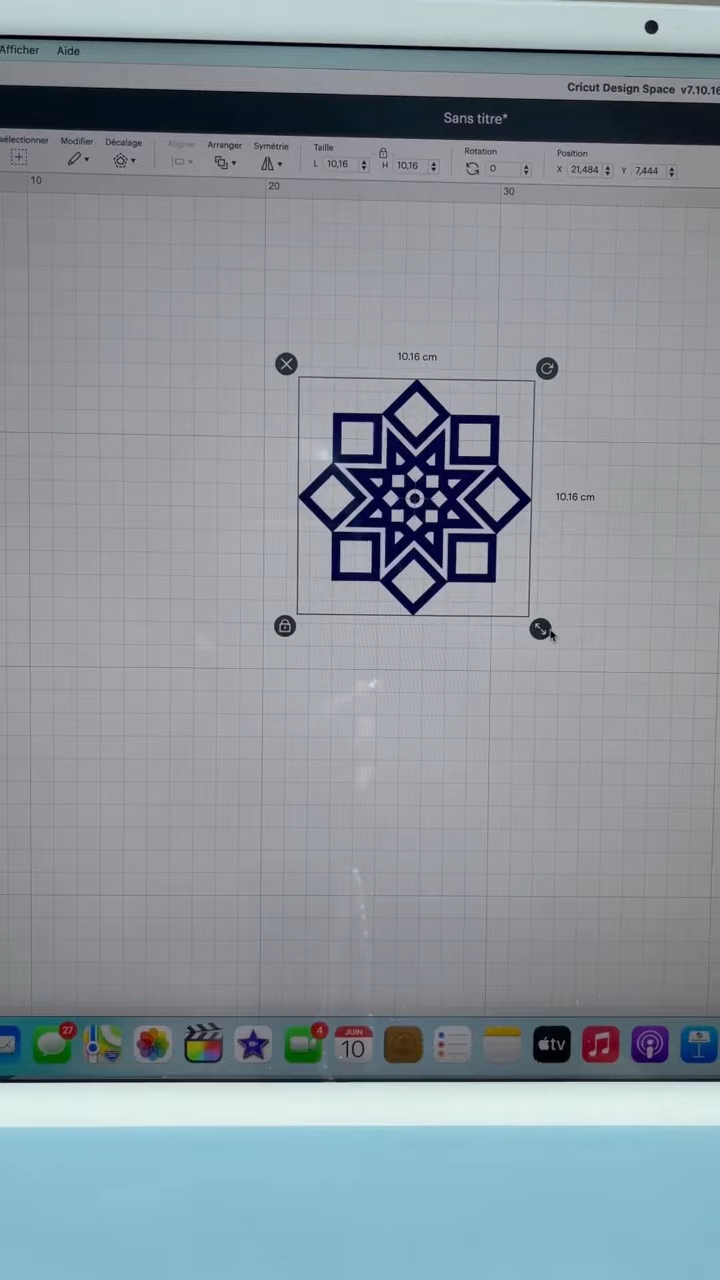 Afficher Aide
Cricut Design Space v7.10.16
Sans titre*
sélectionner Modifier Décalage Aligner Arranger Symétrie Taille Rotation Position
L 10,16 H 10,16 0 X 21,484 Y 7,444
10 20 30
10.16 cm
10.16 cm
27 4 JUIN
10 tv